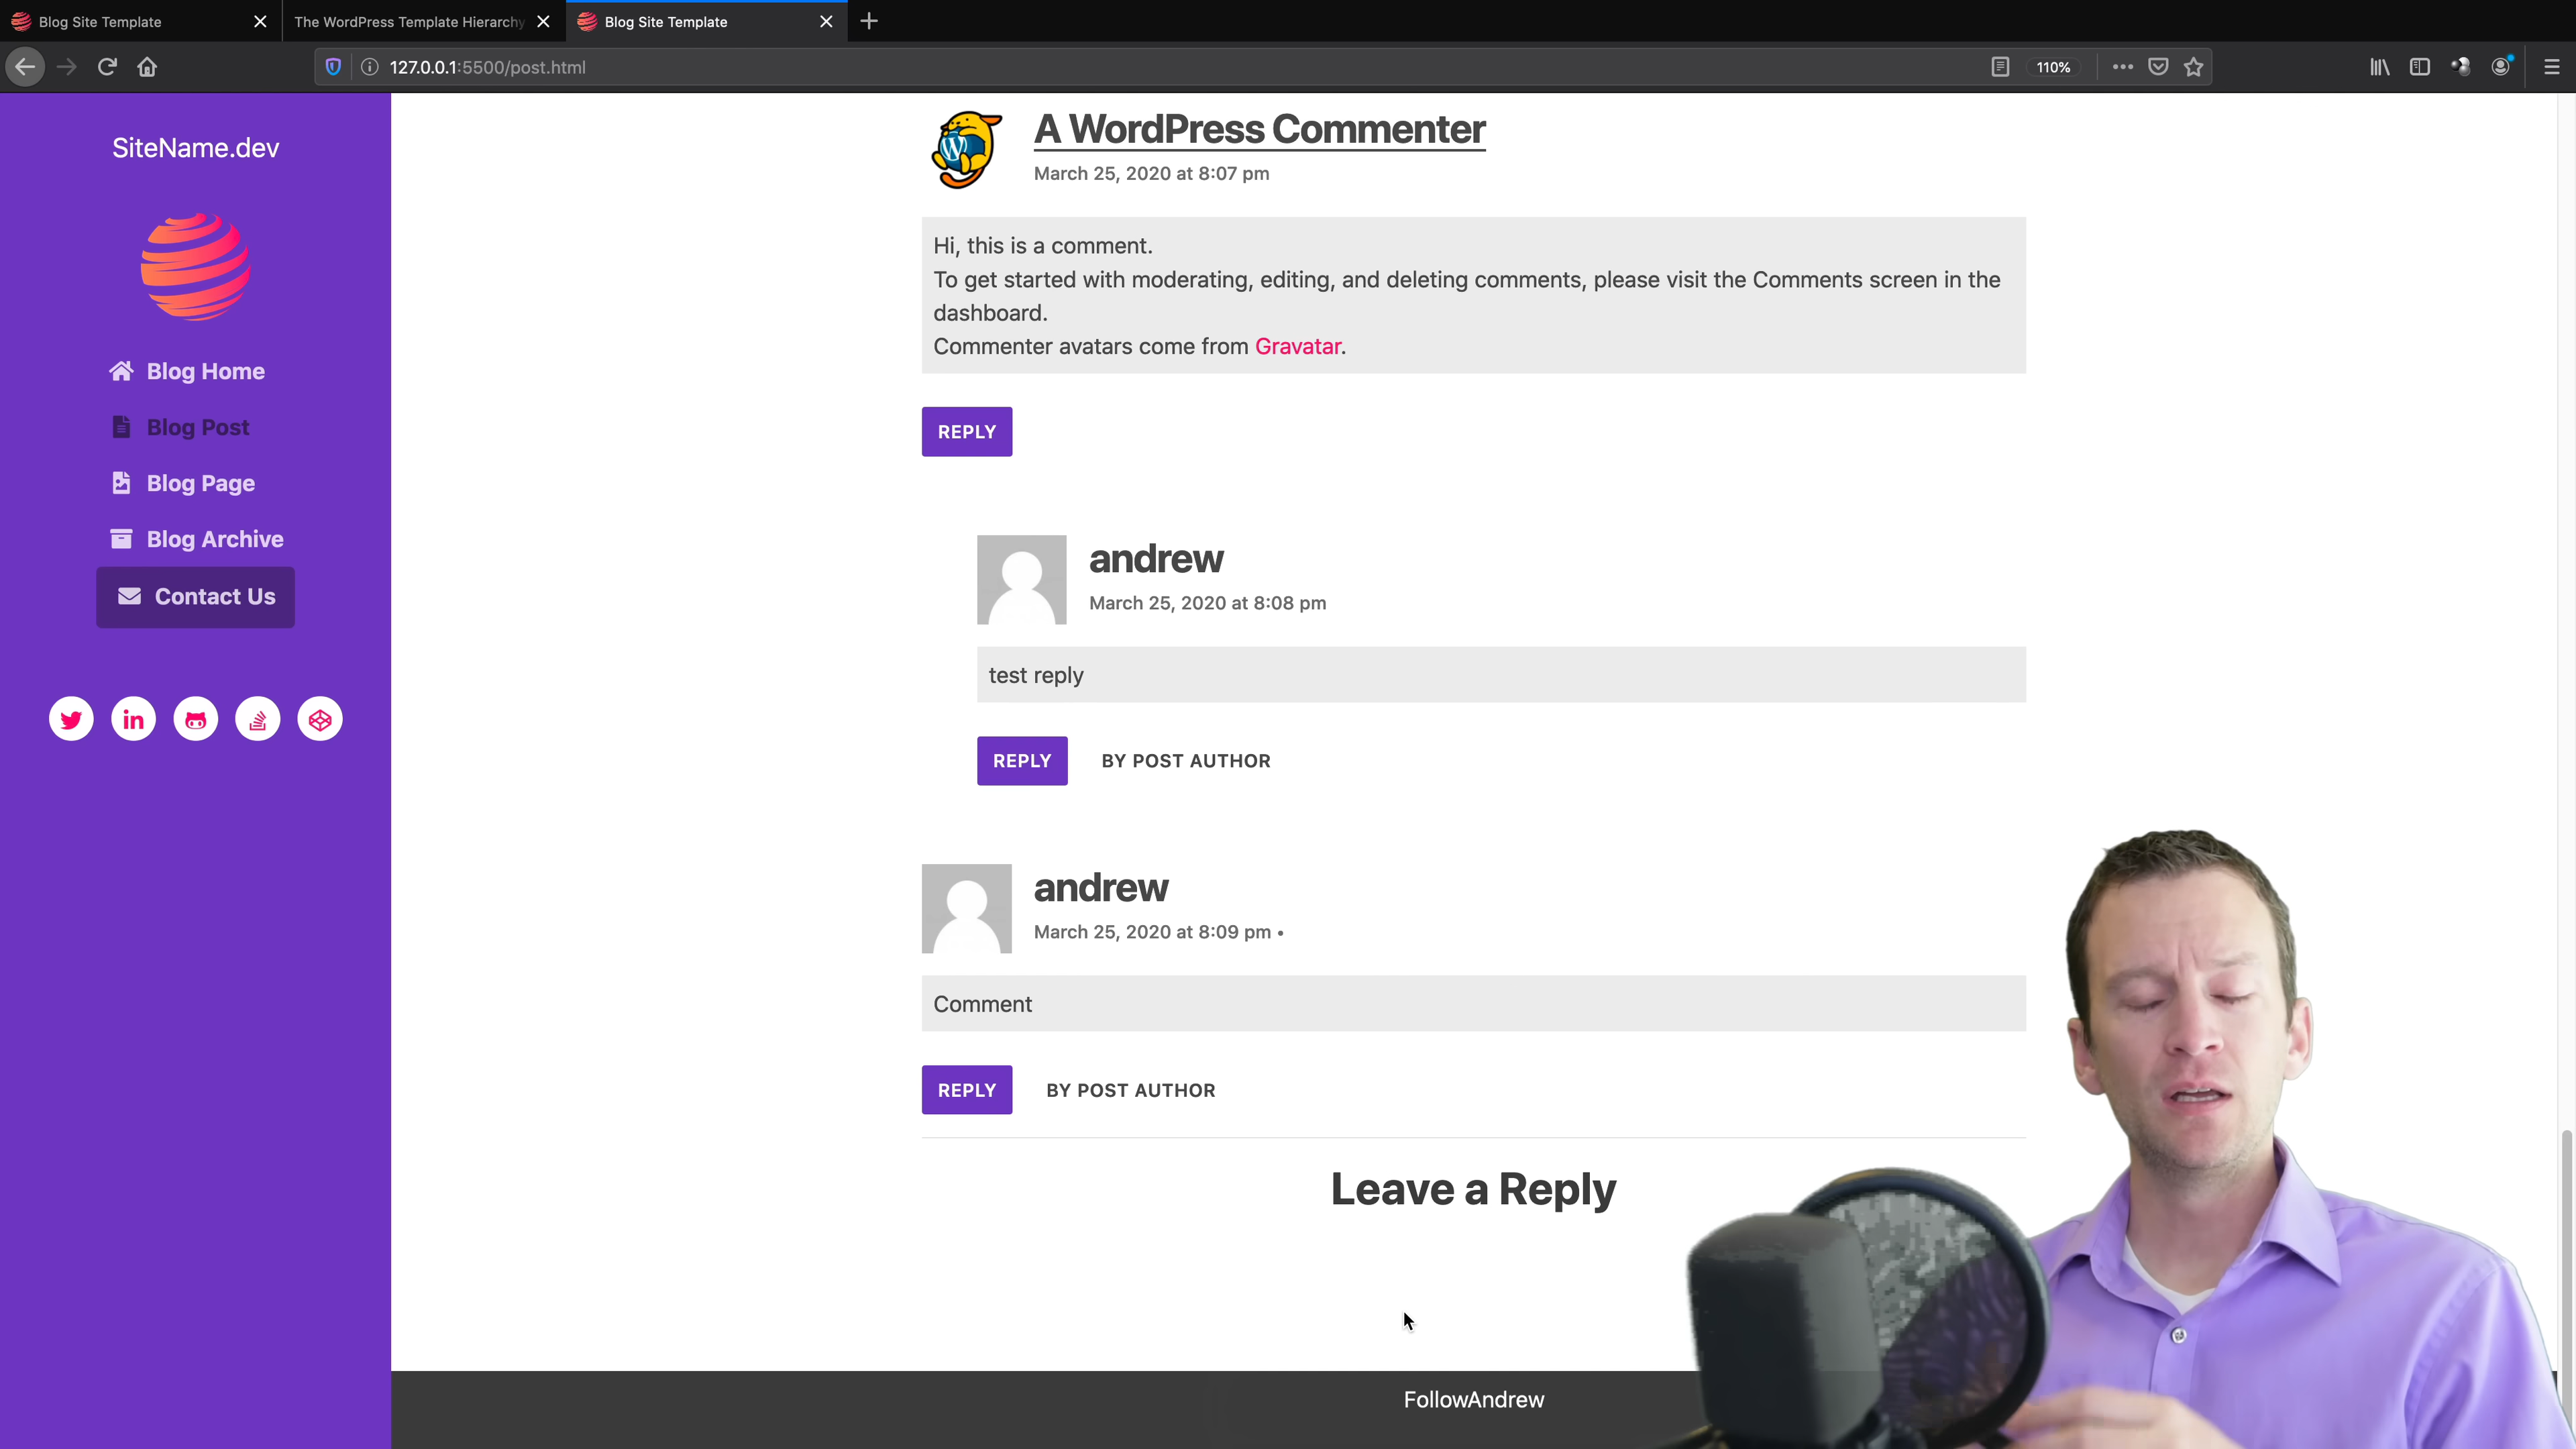 Blog Site Template
The WordPress Template Hierarchy
Blog Site Template
127.0.0.1:5500/post.html
110%
SiteName.dev
Blog Home
Blog Post
Blog Page
Blog Archive
Contact Us
A WordPress Commenter
March 25, 2020 at 8:07 pm
Hi, this is a comment.
To get started with moderating, editing, and deleting comments, please visit the Comments screen in the
dashboard.
Commenter avatars come from Gravatar.
REPLY
andrew
March 25, 2020 at 8:08 pm
test reply
REPLY BY POST AUTHOR
andrew
March 25, 2020 at 8:09 pm •
Comment
REPLY BY POST AUTHOR
Leave a Reply
FollowAndrew